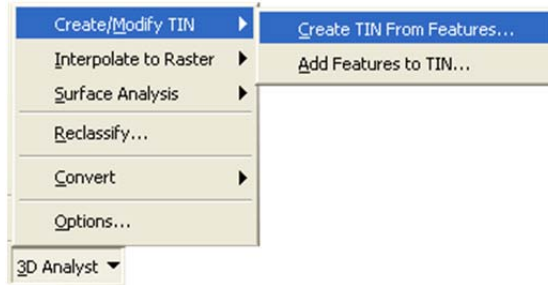 Create/Modify TIN
Create TIN From Features...
Interpolate to Raster
Add Features to TIN...
Surface Analysis
Reclassify...
Convert
Options...
3D Analyst